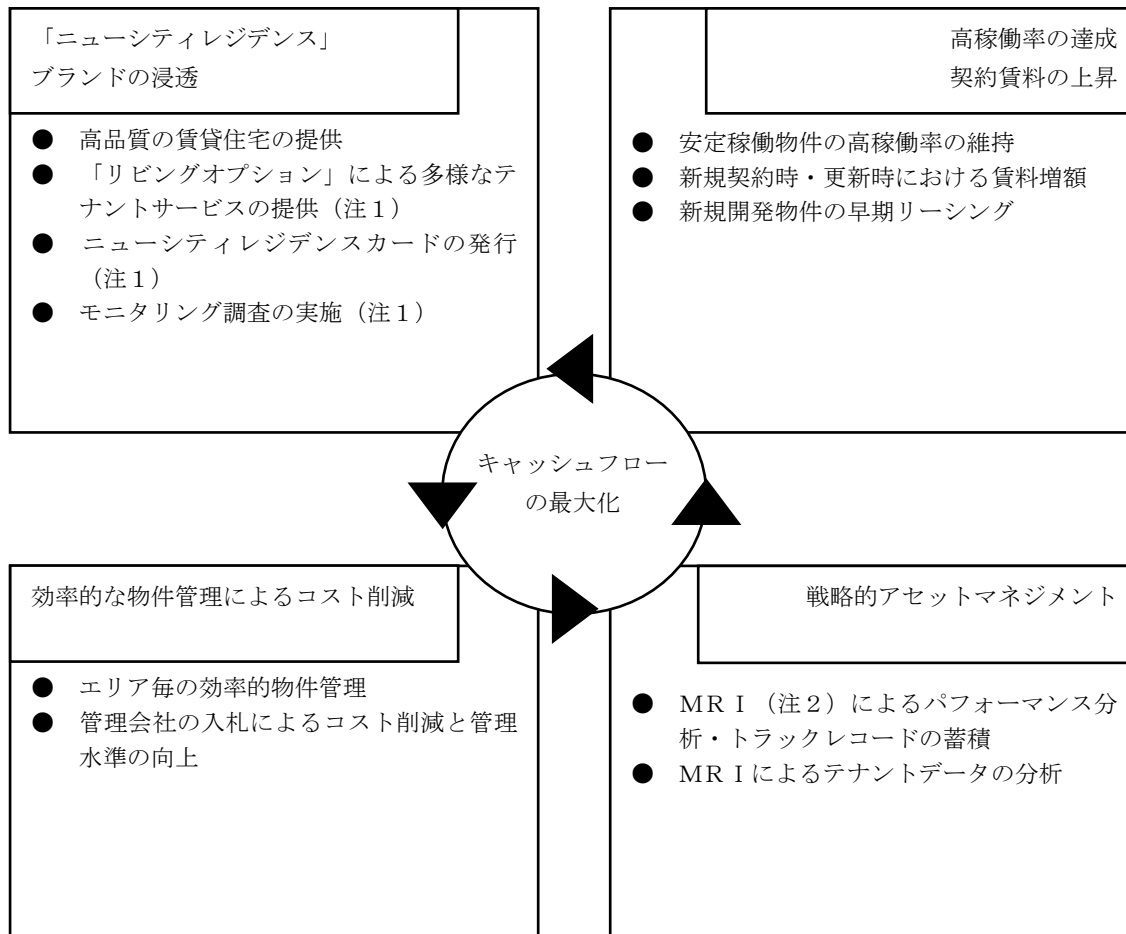 「ニューシティレジデンス」
ブランドの浸透
● 高品質の賃貸住宅の提供
● 「リビングオプション」による多様なテ
ナントサービスの提供（注１）
● ニューシティレジデンスカードの発行
（注１）
● モニタリング調査の実施（注１）
高稼働率の達成
契約賃料の上昇
● 安定稼働物件の高稼働率の維持
● 新規契約時・更新時における賃料増額
● 新規開発物件の早期リーシング
キャッシュフロー
の最大化
効率的な物件管理によるコスト削減
● エリア毎の効率的物件管理
● 管理会社の入札によるコスト削減と管理
水準の向上
戦略的アセットマネジメント
● ＭＲＩ（注２）によるパフォーマンス分
析・トラックレコードの蓄積
● ＭＲＩによるテナントデータの分析